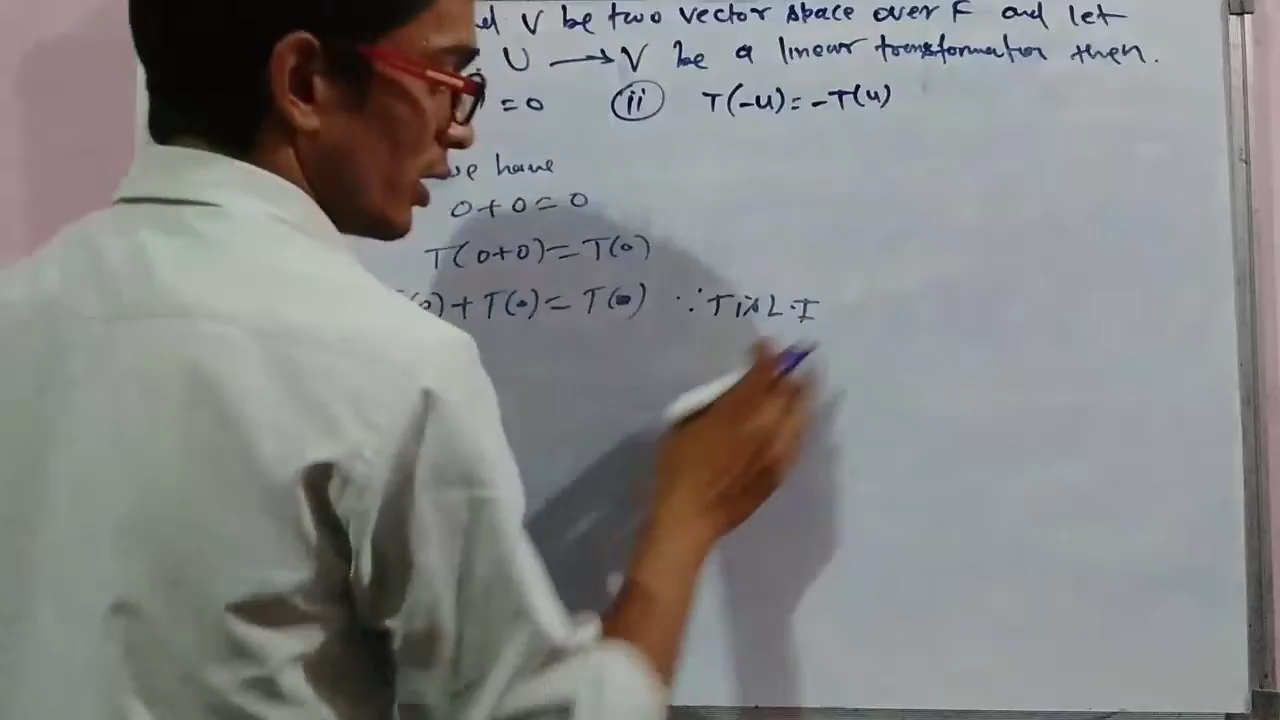 V be two vector space over F and let
U → V be a linear transformation then.
= 0 (ii) T(-u) = -T(u)
we have
0+0=0
T(0+0)=T(0)
)+T(0)=T(0) ∵ T is L.I